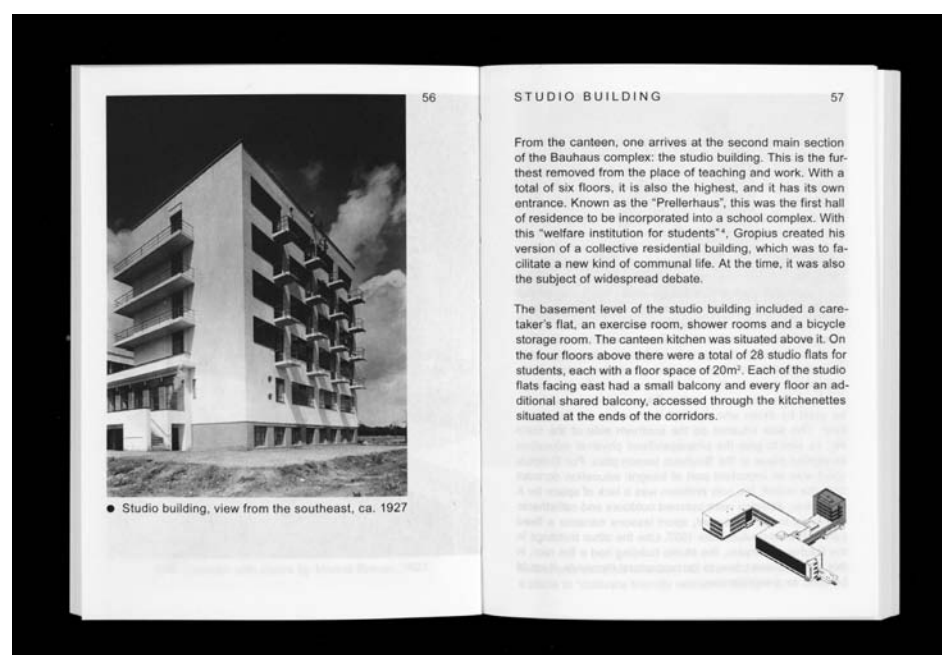 56
● Studio building, view from the southeast, ca. 1927
STUDIO BUILDING
57
From the canteen, one arrives at the second main section
of the Bauhaus complex: the studio building. This is the fur-
thest removed from the place of teaching and work. With a
total of six floors, it is also the highest, and it has its own
entrance. Known as the “Prellerhaus”, this was the first hall
of residence to be incorporated into a school complex. With
this “welfare institution for students”⁴, Gropius created his
version of a collective residential building, which was to fa-
cilitate a new kind of communal life. At the time, it was also
the subject of widespread debate.
The basement level of the studio building included a care-
taker’s flat, an exercise room, shower rooms and a bicycle
storage room. The canteen kitchen was situated above it. On
the four floors above there were a total of 28 studio flats for
students, each with a floor space of 20m². Each of the studio
flats facing east had a small balcony and every floor an ad-
ditional shared balcony, accessed through the kitchenettes
situated at the ends of the corridors.